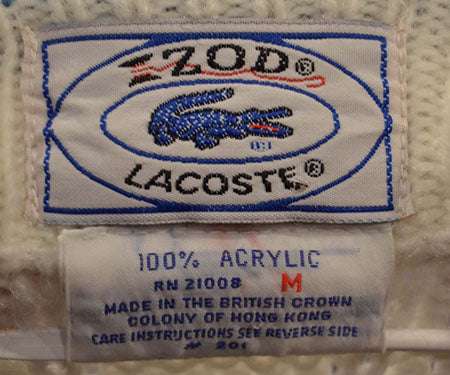 IZOD®
LACOSTE®
100% ACRYLIC
RN 21008 M
MADE IN THE BRITISH CROWN
COLONY OF HONG KONG
CARE INSTRUCTIONS SEE REVERSE SIDE
# 201